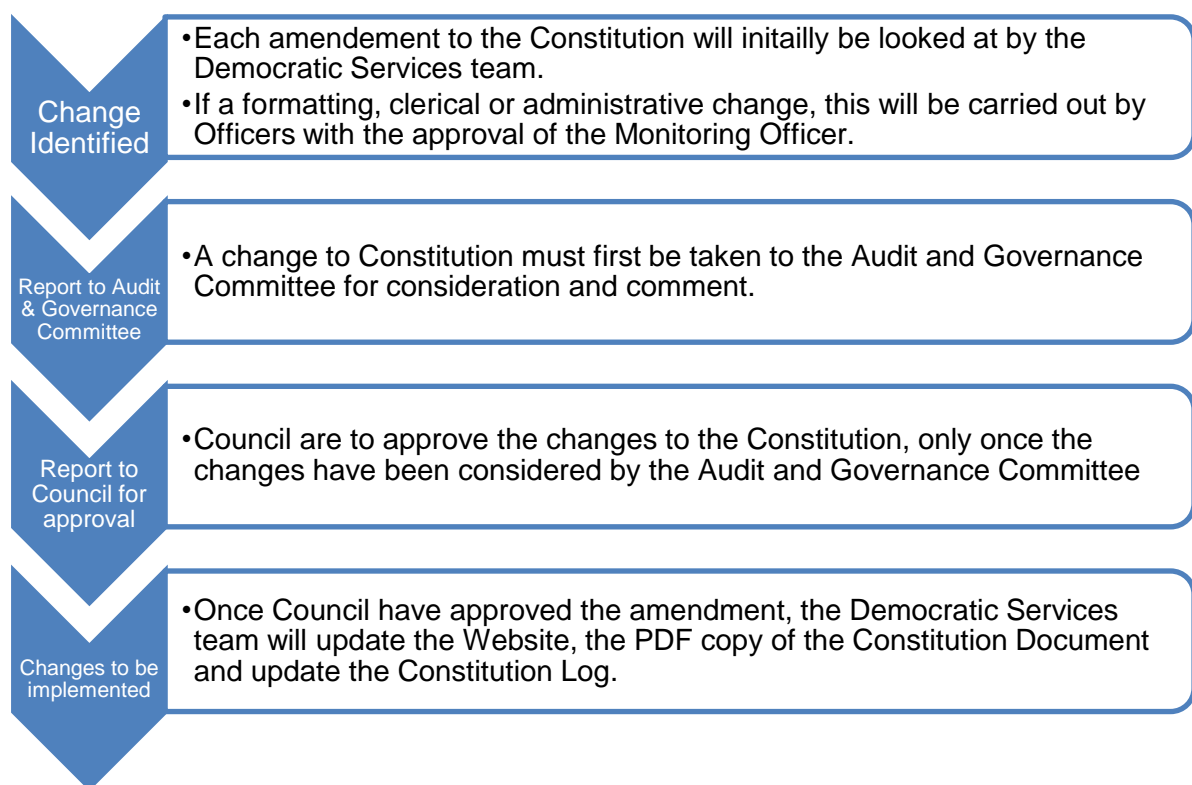 Change
Identified
•Each amendement to the Constitution will initailly be looked at by the
Democratic Services team.
•If a formatting, clerical or administrative change, this will be carried out by
Officers with the approval of the Monitoring Officer.
Report to Audit
& Governance
Committee
•A change to Constitution must first be taken to the Audit and Governance
Committee for consideration and comment.
Report to
Council for
approval
•Council are to approve the changes to the Constitution, only once the
changes have been considered by the Audit and Governance Committee
Changes to be
implemented
•Once Council have approved the amendment, the Democratic Services
team will update the Website, the PDF copy of the Constitution Document
and update the Constitution Log.